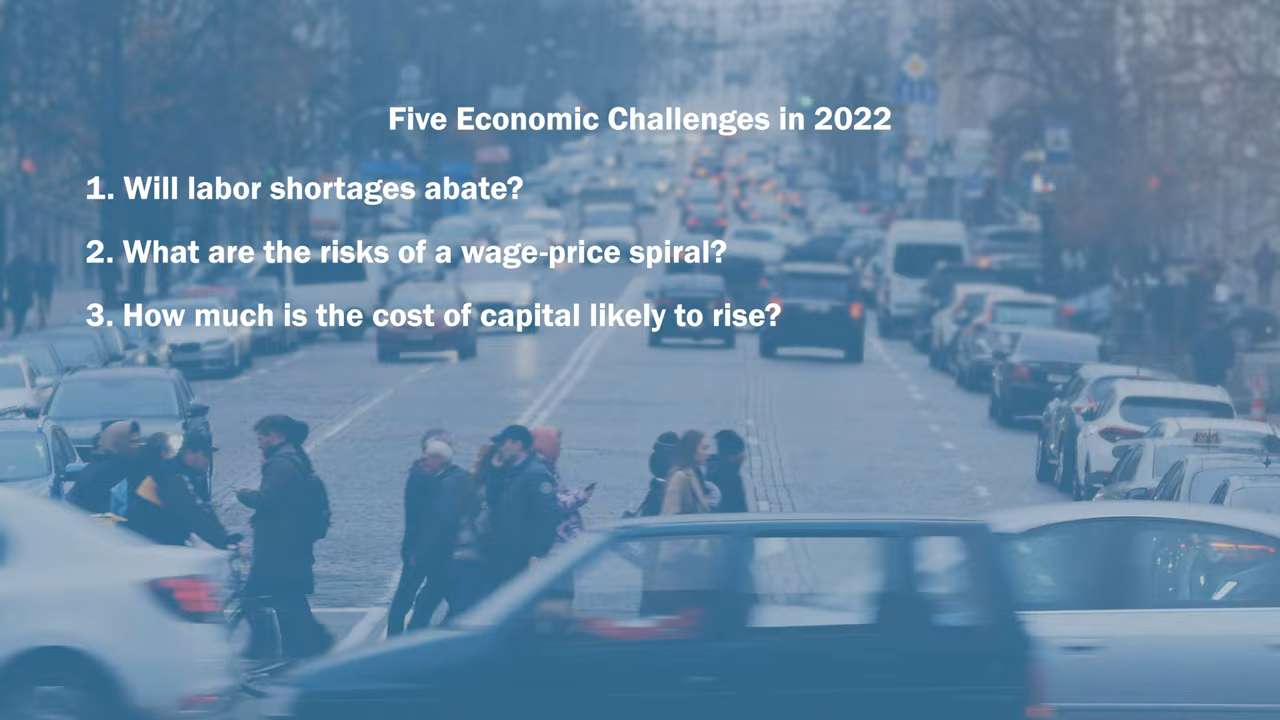 Five Economic Challenges in 2022
1. Will labor shortages abate?
2. What are the risks of a wage-price spiral?
3. How much is the cost of capital likely to rise?